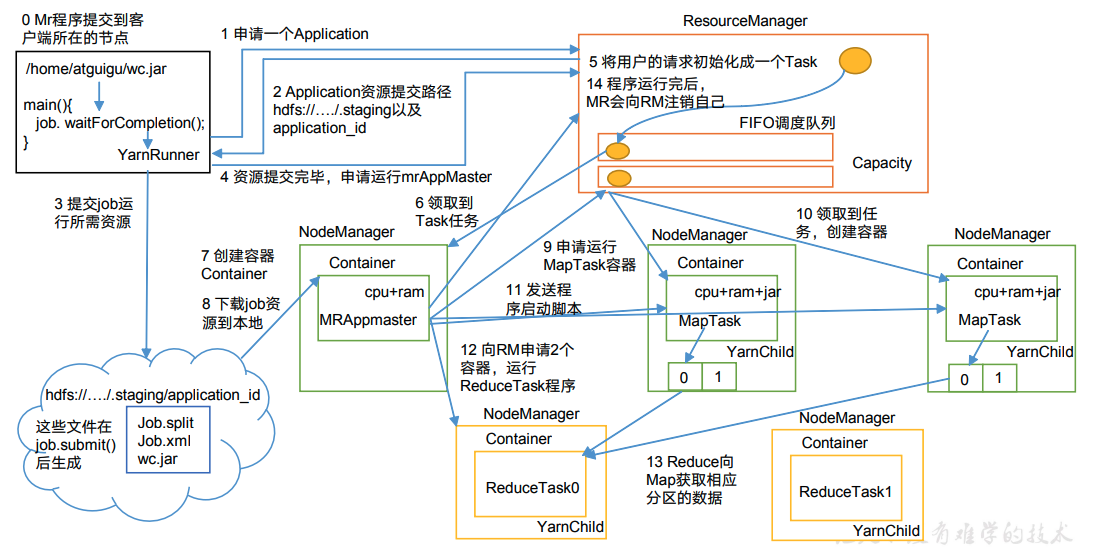 0 Mr程序提交到客
户端所在的节点
/home/atguigu/wc.jar
main(){
job. waitForCompletion();
}
YarnRunner
1 申请一个Application
2 Application资源提交路径
hdfs://…./.staging以及
application_id
4 资源提交完毕，申请运行mrAppMaster
ResourceManager
5 将用户的请求初始化成一个Task
14 程序运行完后，
MR会向RM注销自己
FIFO调度队列
Capacity
3 提交job运
行所需资源
6 领取到
Task任务
7 创建容器
Container
8 下载job资
源到本地
NodeManager
Container
cpu+ram
MRAppmaster
9 申请运行
MapTask容器
11 发送程
序启动脚本
12 向RM申请2个
容器，运行
ReduceTask程序
NodeManager
Container
cpu+ram+jar
MapTask
YarnChild
0
1
10 领取到任
务，创建容器
NodeManager
Container
cpu+ram+jar
MapTask
YarnChild
0
1
hdfs://…./.staging/application_id
这些文件在
job.submit()
后生成
Job.split
Job.xml
wc.jar
NodeManager
Container
ReduceTask0
YarnChild
13 Reduce向
Map获取相应
分区的数据
NodeManager
Container
ReduceTask1
YarnChild
有难学的技术